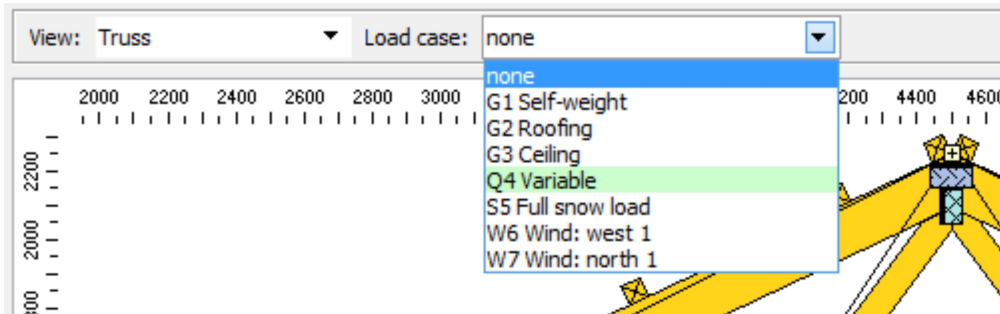 View: Truss Load case: none
none
G1 Self-weight
G2 Roofing
G3 Ceiling
Q4 Variable
S5 Full snow load
W6 Wind: west 1
W7 Wind: north 1
2000 2200 2400 2600 2800 3000 200 4400 4600
2200
2000